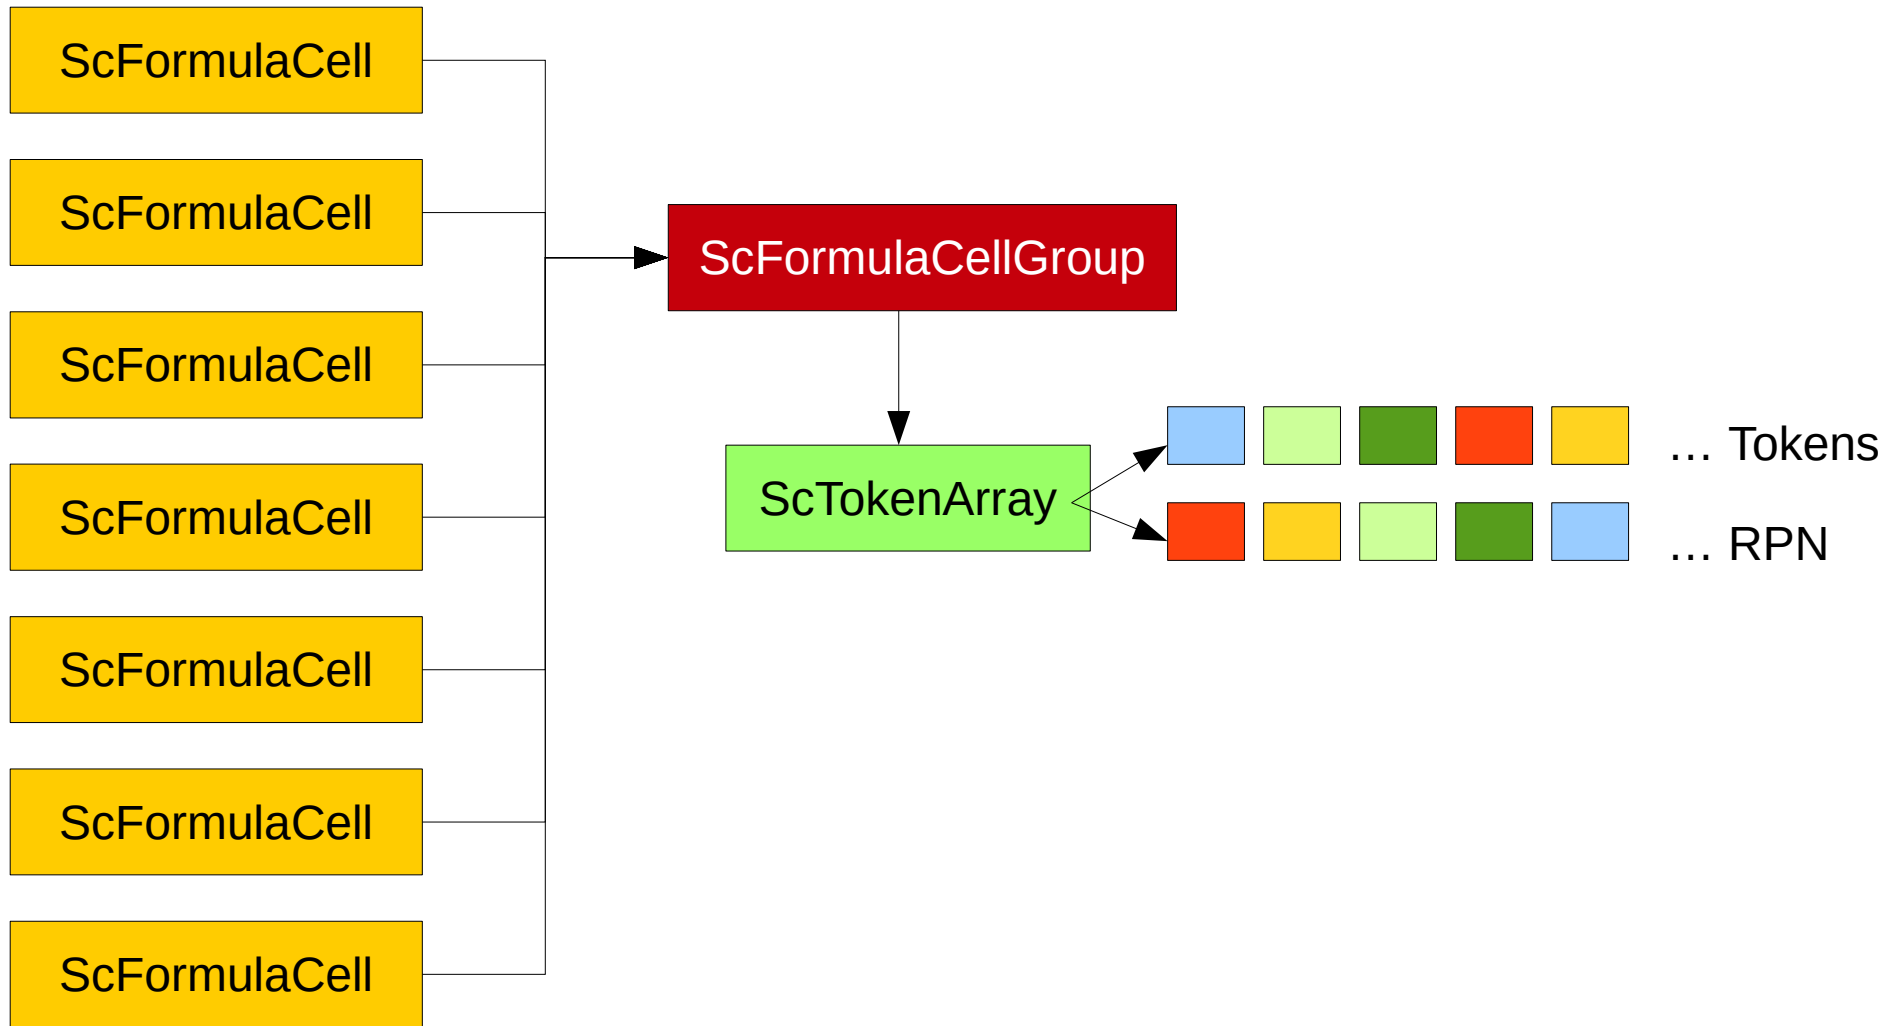 ScFormulaCell
ScFormulaCell
ScFormulaCell
ScFormulaCell
ScFormulaCell
ScFormulaCell
ScFormulaCell
ScFormulaCellGroup
ScTokenArray
… Tokens
… RPN